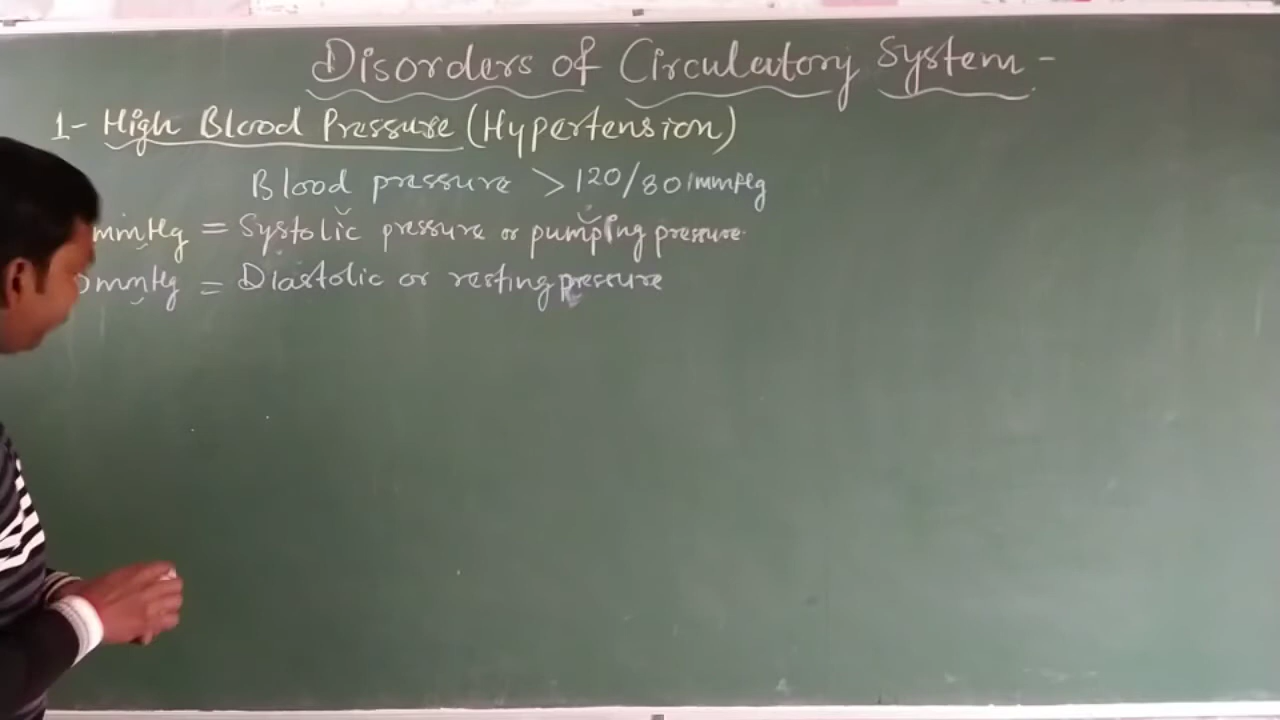 Disorders of Circulatory System -
1- High Blood Pressure (Hypertension)
Blood pressure > 120/80 mmHg
mmHg = Systolic pressure or pumping pressure.
mmHg = Diastolic or resting pressure